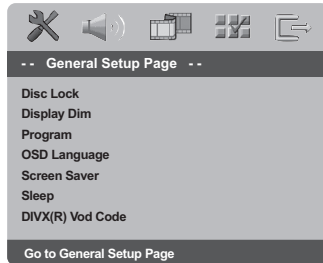 - - General Setup Page - -
Disc Lock
Display Dim
Program
OSD Language
Screen Saver
Sleep
DIVX(R) Vod Code
Go to General Setup Page